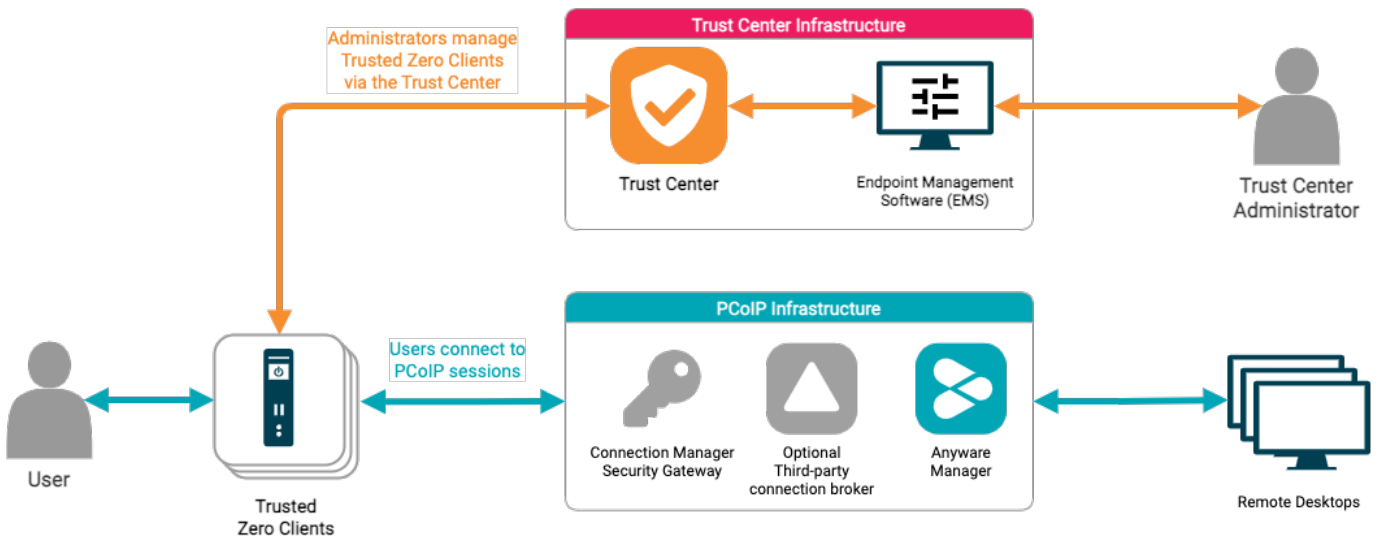 Trust Center Infrastructure
Administrators manage
Trusted Zero Clients
via the Trust Center
Trust Center
Endpoint Management
Software (EMS)
Trust Center
Administrator
PCoIP Infrastructure
Users connect to
PCoIP sessions
User
Trusted
Zero Clients
Connection Manager
Security Gateway
Optional
Third-party
connection broker
Anyware
Manager
Remote Desktops